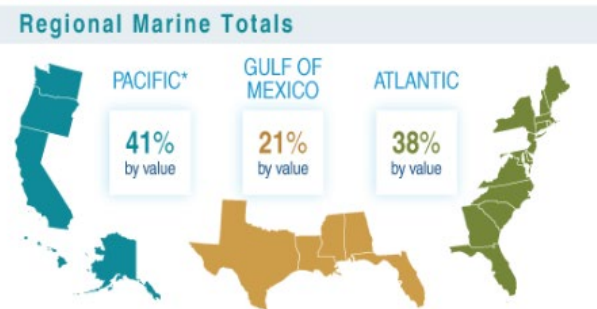 Regional Marine Totals
PACIFIC*
41%
by value
GULF OF
MEXICO
21%
by value
ATLANTIC
38%
by value